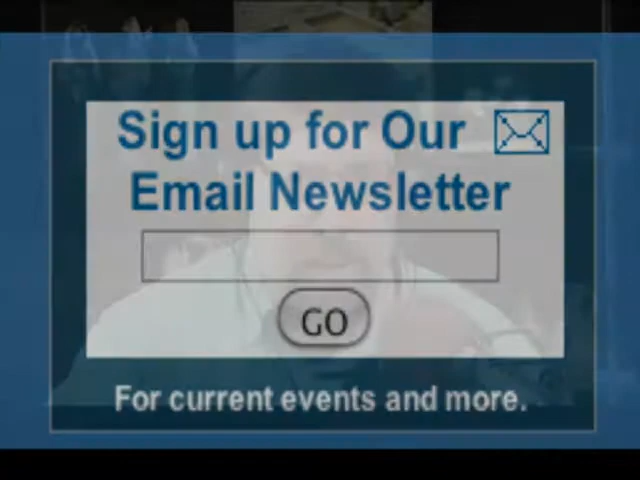 Sign up for Our
Email Newsletter
GO
For current events and more.